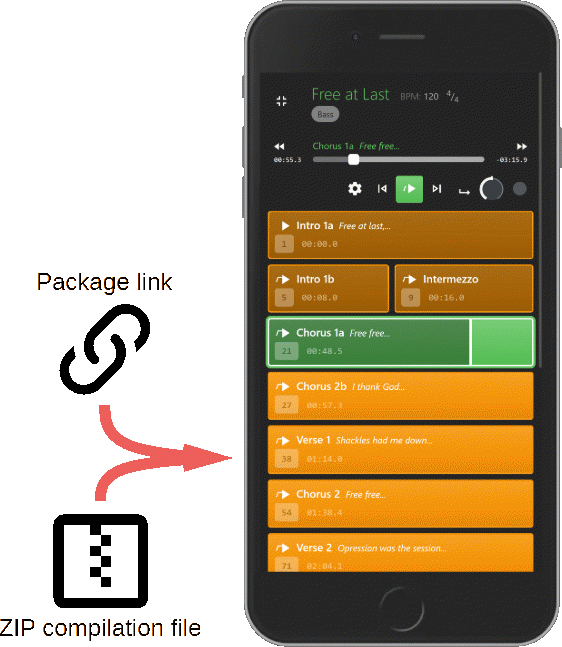 Free at Last BPM: 120 4/4
Bass
Chorus 1a Free free...
00:55.3 -03:15.9
Intro 1a Free at last,...
1 00:00.0
Intro 1b Intermezzo
5 00:08.0 9 00:16.0
Chorus 1a Free free...
21 00:48.5
Chorus 2b I thank God...
27 00:57.3
Verse 1 Shackles had me down...
38 01:14.0
Chorus 2 Free free...
54 01:38.4
Verse 2 Opression was the session...
71 02:04.1
Package link
ZIP compilation file